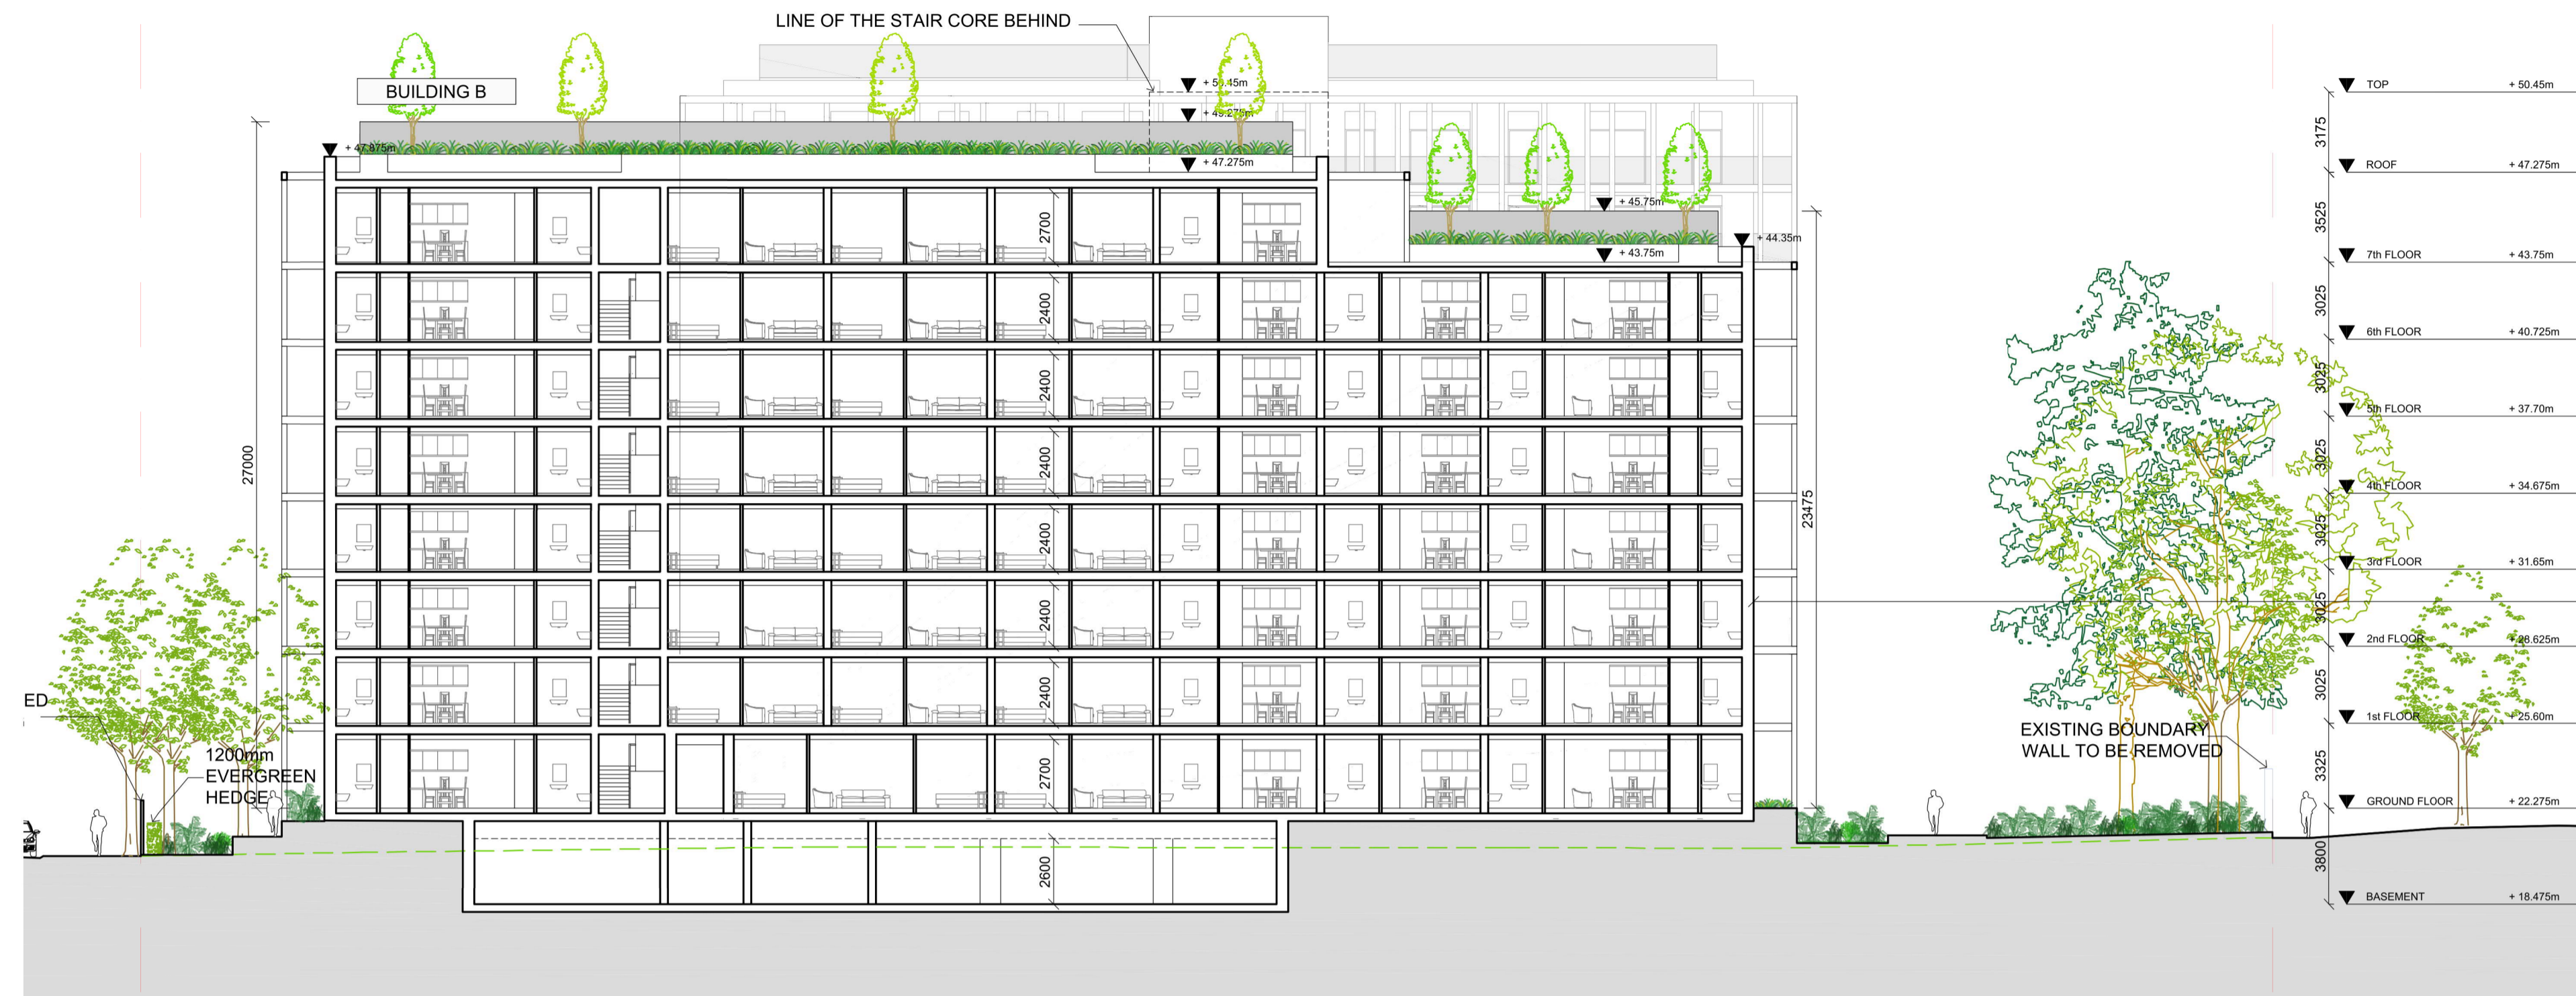 LINE OF THE STAIR CORE BEHIND
BUILDING B
+ 50.45m
+ 49.275m
+ 47.875m
+ 47.275m
+ 45.75m
+ 44.35m
+ 43.75m
27000
2700
2400
2400
2400
2400
2400
2400
2700
2600
23475
ED
1200mm
EVERGREEN
HEDGE
EXISTING BOUNDARY
WALL TO BE REMOVED
TOP + 50.45m
3175
ROOF + 47.275m
3525
7th FLOOR + 43.75m
3025
6th FLOOR + 40.725m
3025
5th FLOOR + 37.70m
3025
4th FLOOR + 34.675m
3025
3rd FLOOR + 31.65m
3025
2nd FLOOR + 28.625m
3025
1st FLOOR + 25.60m
3325
GROUND FLOOR + 22.275m
3800
BASEMENT + 18.475m